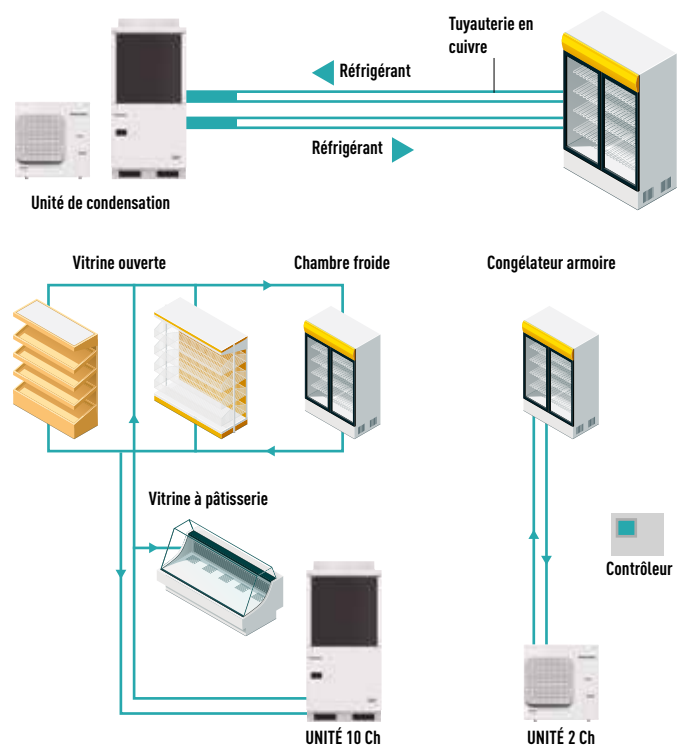 Tuyauterie en
cuivre
Réfrigérant
Réfrigérant
Unité de condensation
Vitrine ouverte
Chambre froide
Congélateur armoire
Vitrine à pâtisserie
Contrôleur
UNITÉ 10 Ch
UNITÉ 2 Ch